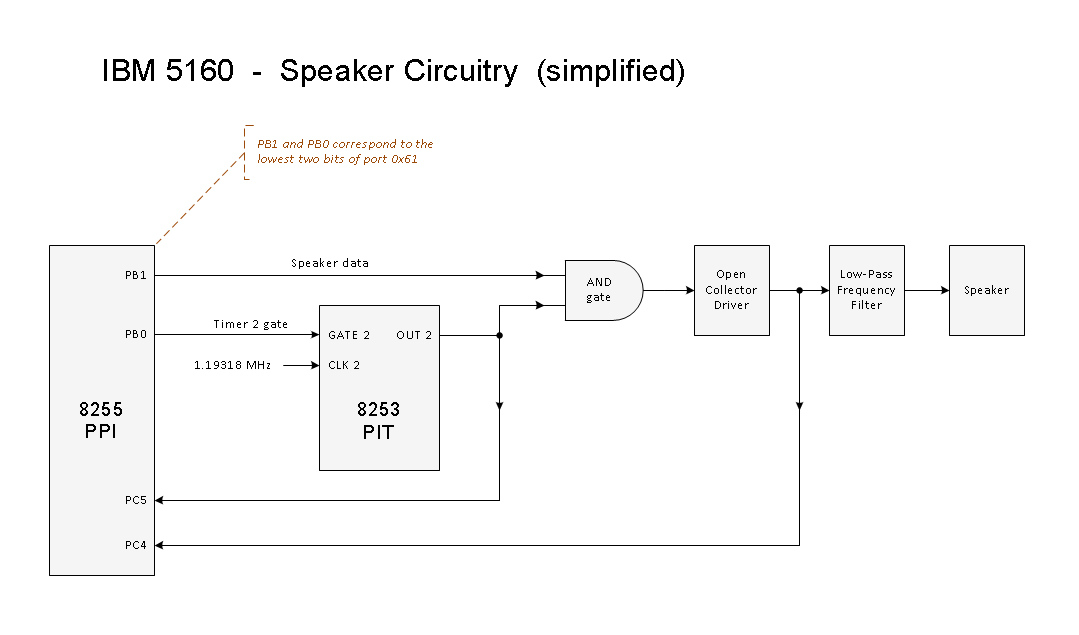 IBM 5160 - Speaker Circuitry (simplified)
PB1 and PB0 correspond to the
lowest two bits of port 0x61
PB1
Speaker data
AND
gate
Open
Collector
Driver
Low-Pass
Frequency
Filter
Speaker
PB0
Timer 2 gate
GATE 2
OUT 2
1.19318 MHz
CLK 2
8255
PPI
8253
PIT
PC5
PC4